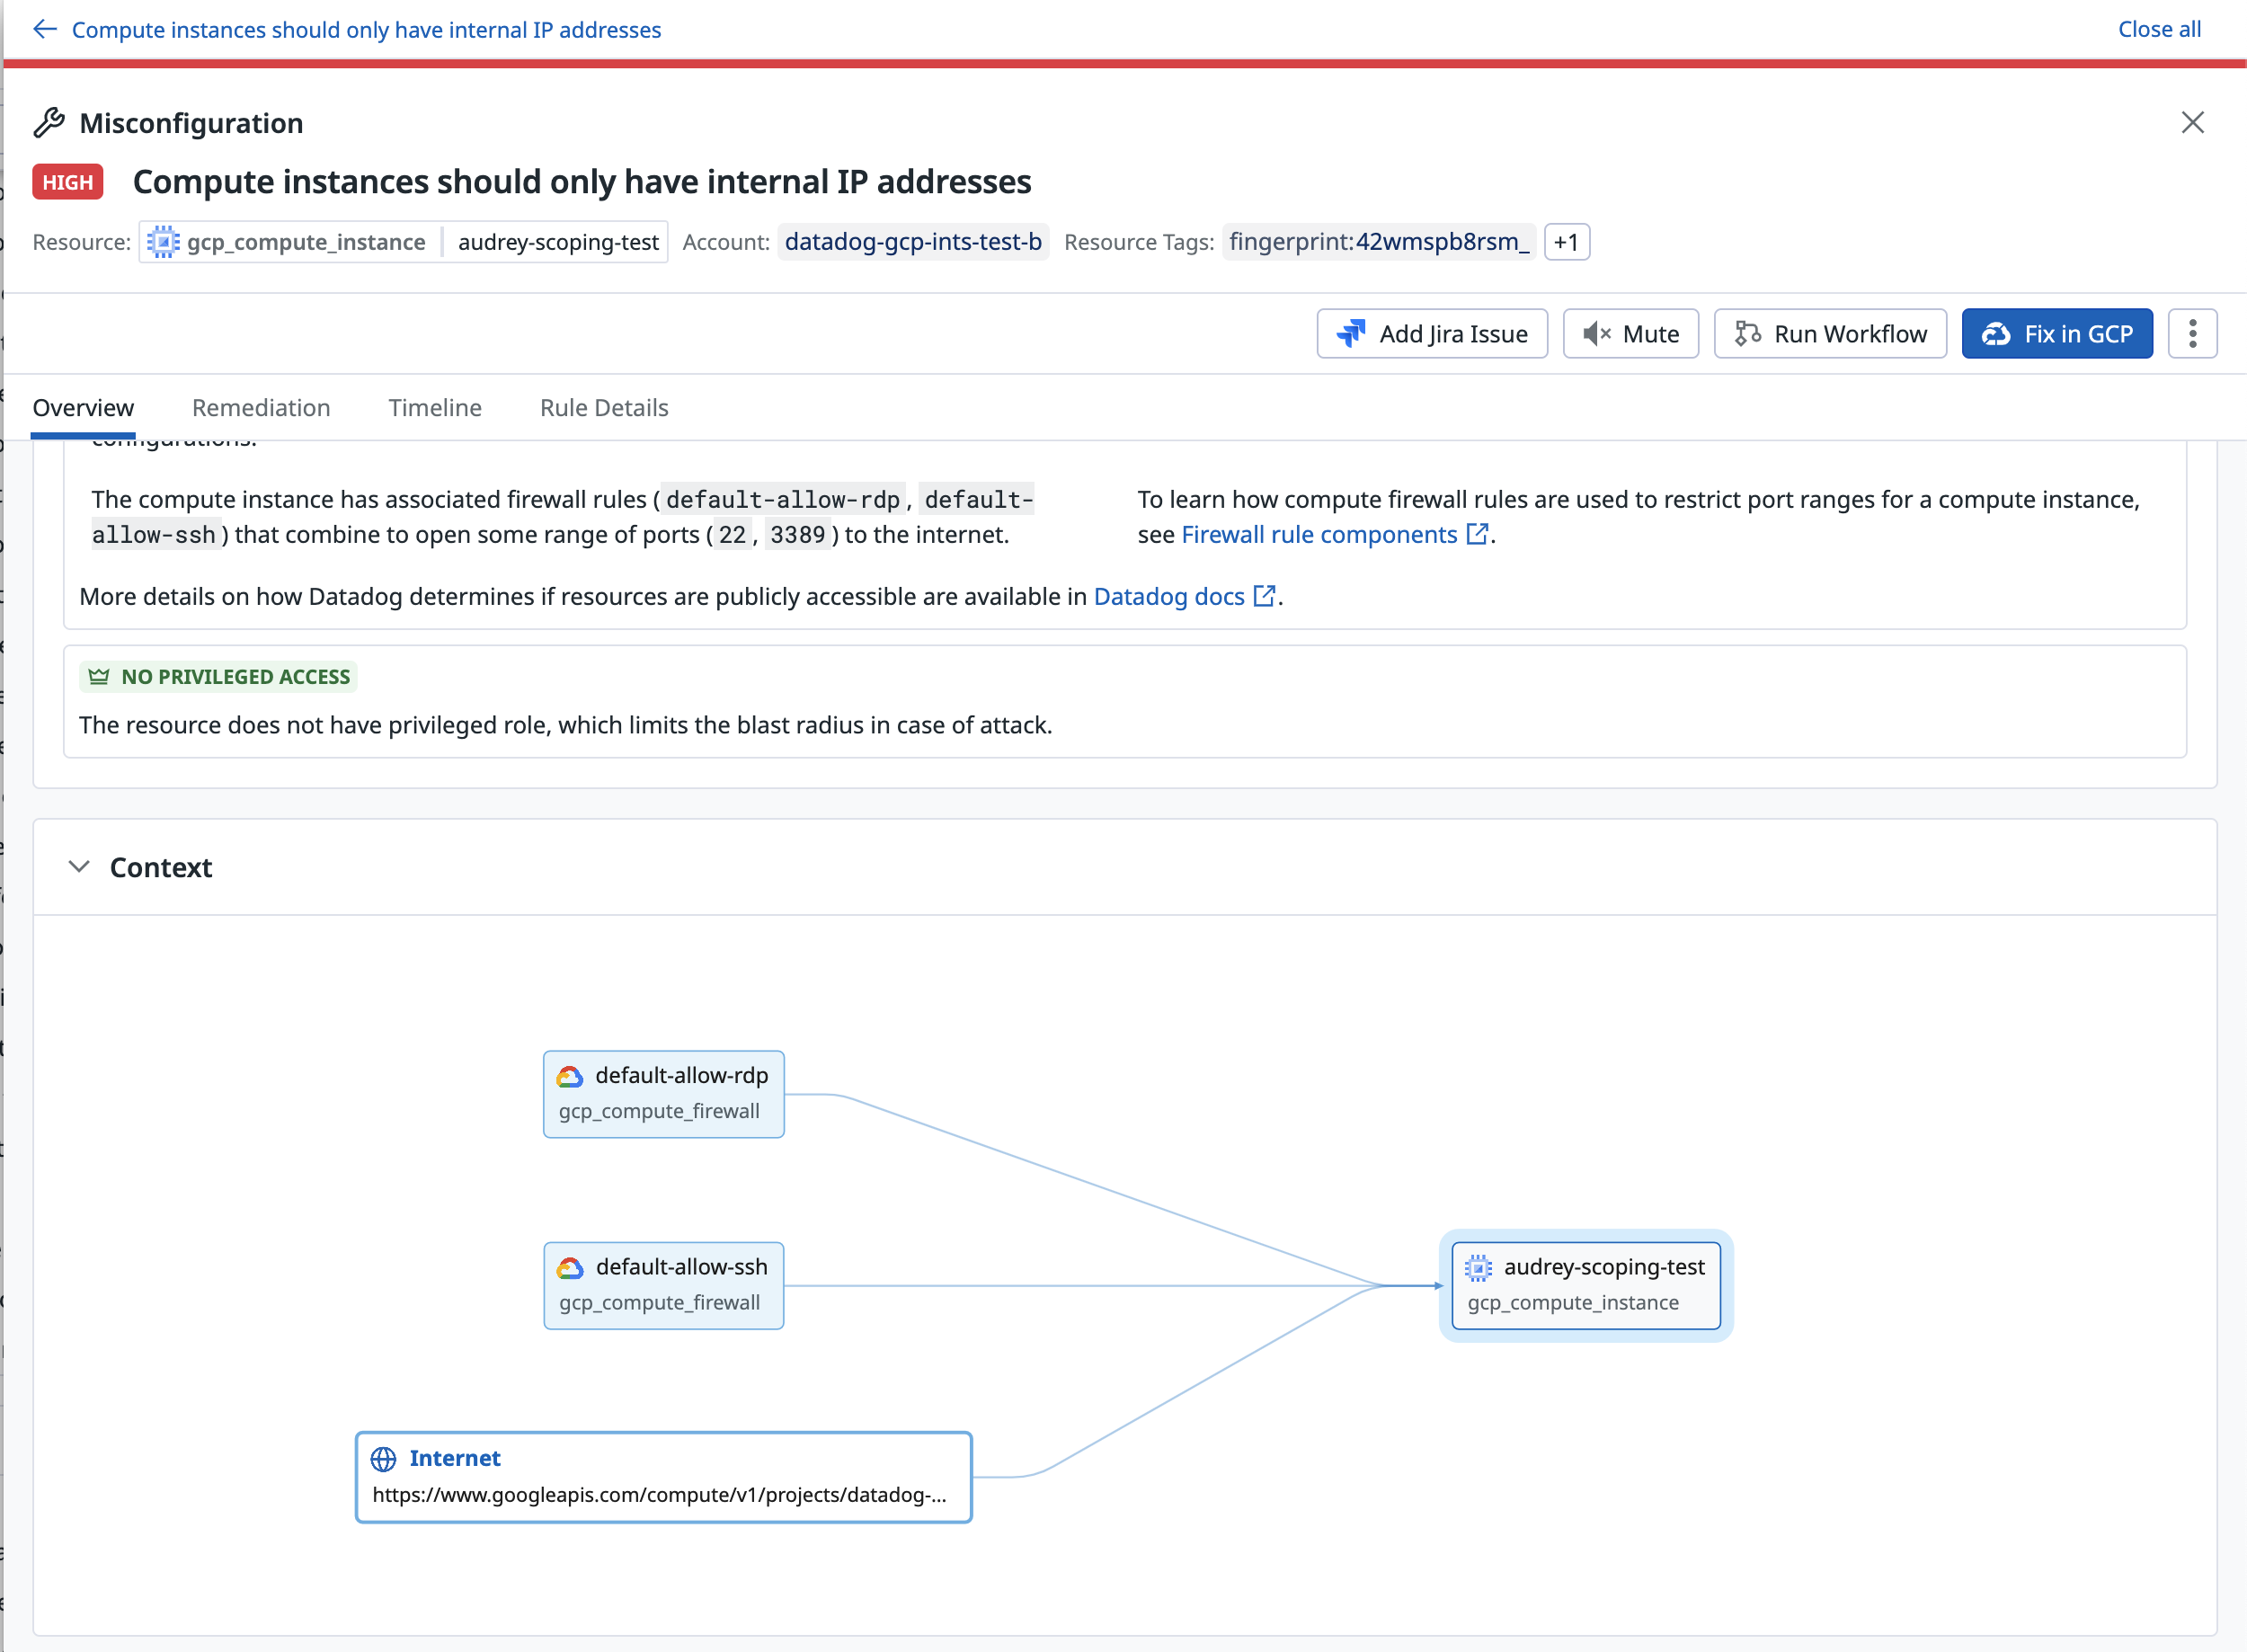 Compute instances should only have internal IP addresses
Close all
Misconfiguration
HIGH Compute instances should only have internal IP addresses
Resource: gcp_compute_instance audrey-scoping-test Account: datadog-gcp-ints-test-b Resource Tags: fingerprint:42wmspb8rsm_ +1
Add Jira Issue Mute Run Workflow Fix in GCP
Overview Remediation Timeline Rule Details
configurations.
The compute instance has associated firewall rules (default-allow-rdp, default-
allow-ssh) that combine to open some range of ports (22, 3389) to the internet.
To learn how compute firewall rules are used to restrict port ranges for a compute instance,
see Firewall rule components.
More details on how Datadog determines if resources are publicly accessible are available in Datadog docs.
NO PRIVILEGED ACCESS
The resource does not have privileged role, which limits the blast radius in case of attack.
Context
default-allow-rdp
gcp_compute_firewall
default-allow-ssh
gcp_compute_firewall
audrey-scoping-test
gcp_compute_instance
Internet
https://www.googleapis.com/compute/v1/projects/datadog-...